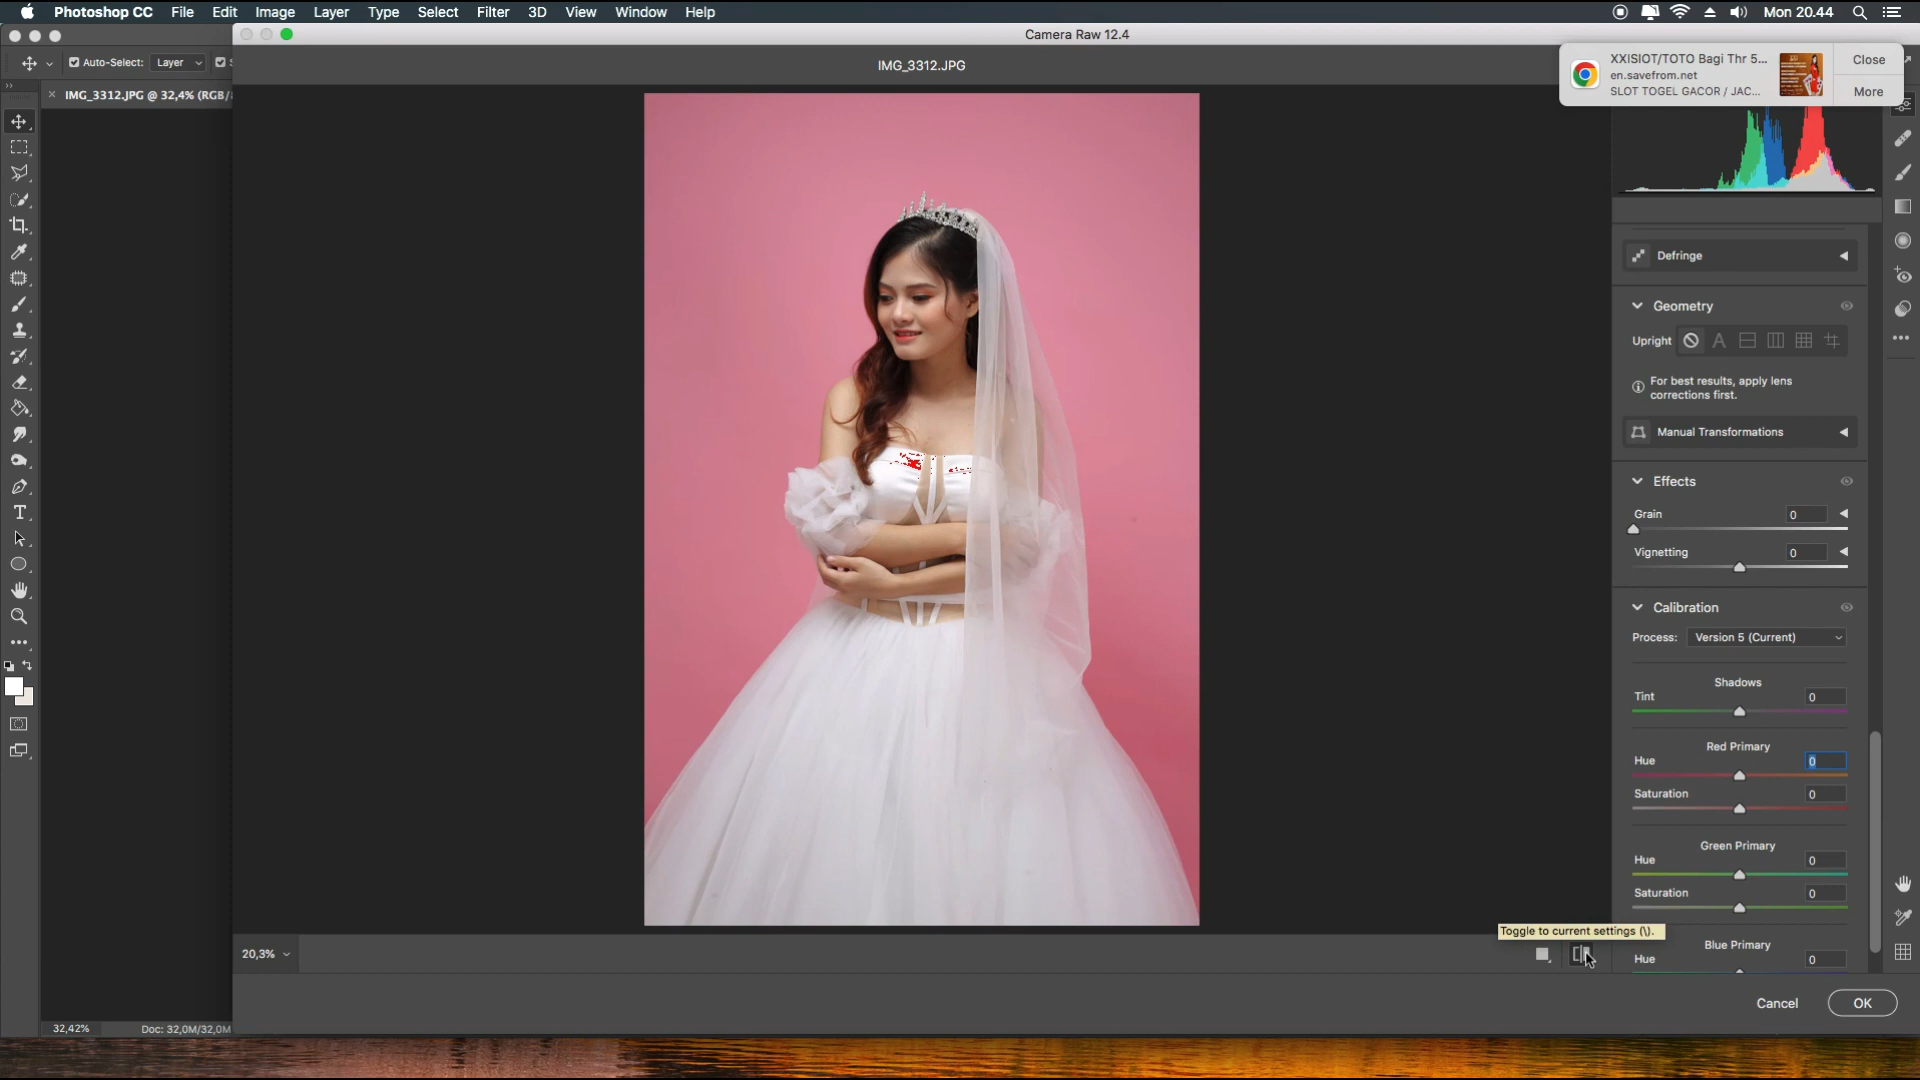 Photoshop CC File Edit Image Layer Type Select Filter 3D View Window Help Mon 20.44
Camera Raw 12.4
Auto-Select: Layer
IMG_3312.JPG
XXISIOT/TOTO Bagi Thr 5... Close
en.savefrom.net
SLOT TOGEL GACOR / JAC... More
IMG_3312.JPG @ 32,4% (RGB/
Defringe
Geometry
Upright A
For best results, apply lens
corrections first.
Manual Transformations
Effects
Grain 0
Vignetting 0
Calibration
Process: Version 5 (Current)
Shadows
Tint 0
Red Primary
Hue 0
Saturation 0
Green Primary
Hue 0
Saturation 0
Toggle to current settings (\).
Blue Primary
Hue 0
20,3%
Cancel OK
32,42% Doc: 32,0M/32,0M